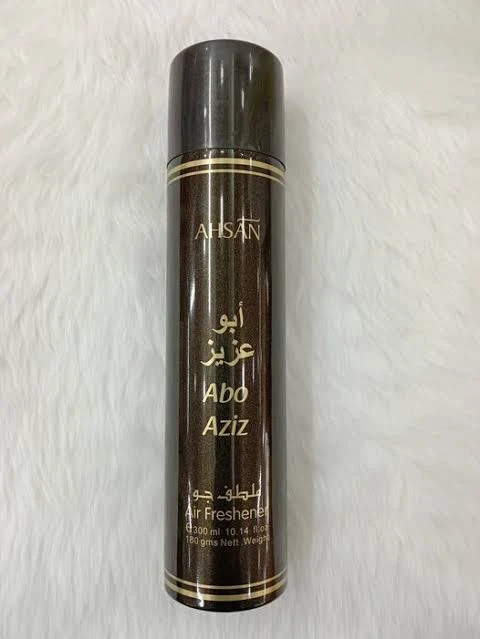 AHSAN
أبو
عزيز
Abo
Aziz
ملطف جو
Air Freshener
℮300 ml 10.14 fl.oz
180 gms Nett .Weight